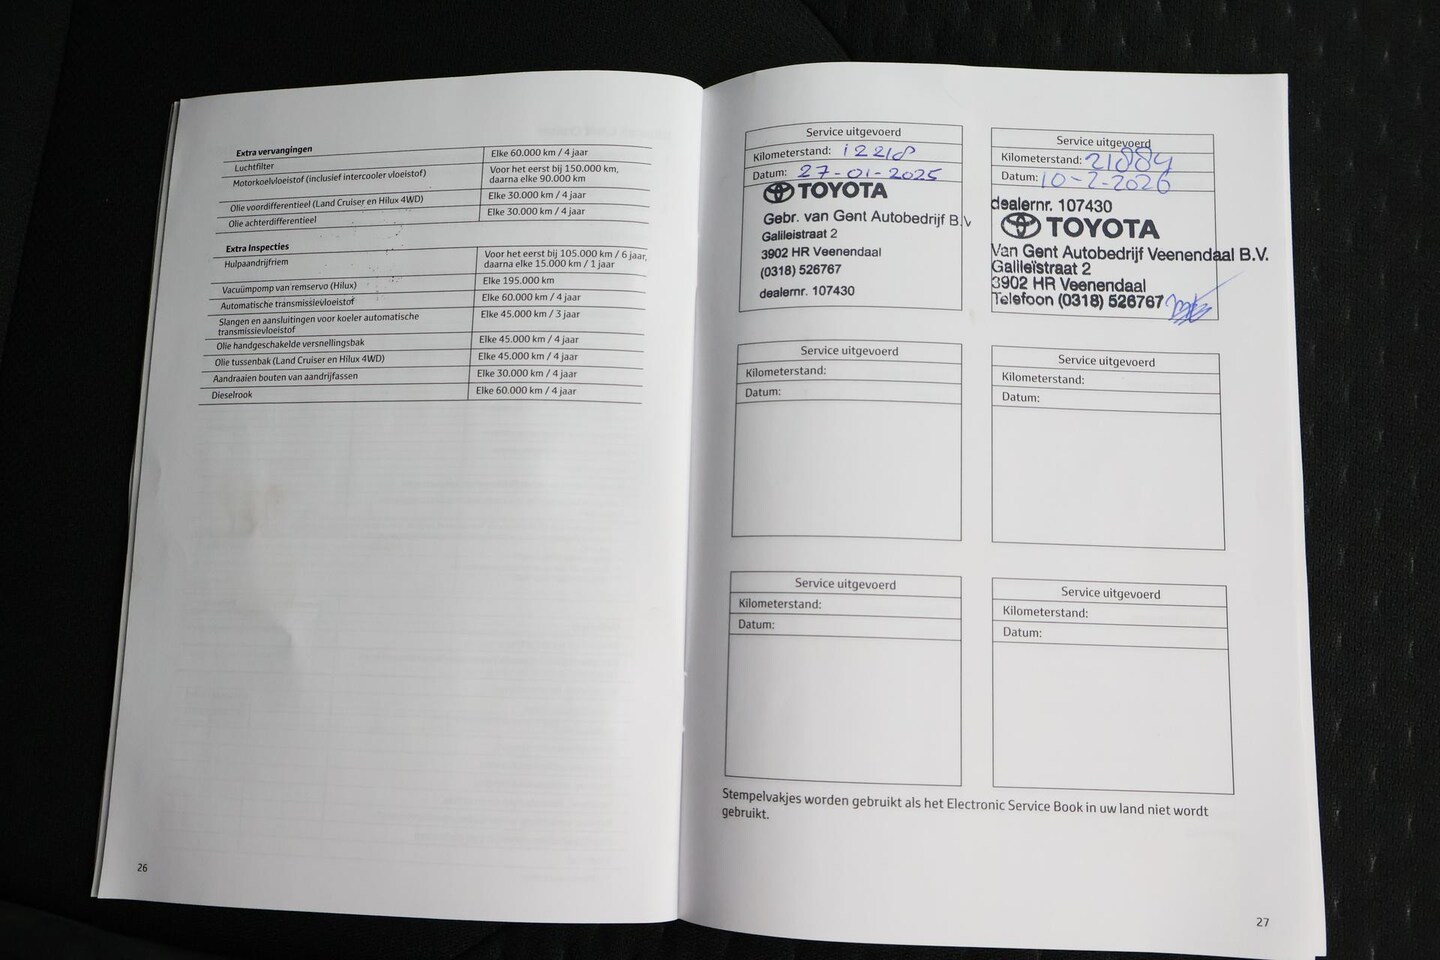 Extra vervangingen
Luchtfilter Elke 60.000 km / 4 jaar
Motorkoelvloeistof (inclusief intercooler vloeistof) Voor het eerst bij 150.000 km,
daarna elke 90.000 km
Olie voordifferentieel (Land Cruiser en Hilux 4WD) Elke 30.000 km / 4 jaar
Olie achterdifferentieel Elke 30.000 km / 4 jaar
Extra Inspecties
Hulpaandrijfriem Voor het eerst bij 105.000 km / 6 jaar,
daarna elke 15.000 km / 1 jaar
Vacuümpomp van remservo (Hilux) Elke 195.000 km
Automatische transmissievloeistof Elke 60.000 km / 4 jaar
Slangen en aansluitingen voor koeler automatische Elke 45.000 km / 3 jaar
transmissievloeistof
Olie handgeschakelde versnellingsbak Elke 45.000 km / 4 jaar
Olie tussenbak (Land Cruiser en Hilux 4WD) Elke 45.000 km / 4 jaar
Aandraaien bouten van aandrijfassen Elke 30.000 km / 4 jaar
Dieselrook Elke 60.000 km / 4 jaar
26
Service uitgevoerd
Kilometerstand: 12218
Datum: 27-01-2025
TOYOTA
Gebr. van Gent Autobedrijf B.V
Galileistraat 2
3902 HR Veenendaal
(0318) 526767
dealernr. 107430
Service uitgevoerd
Kilometerstand: 21884
Datum: 10-2-2026
dealernr. 107430
TOYOTA
Van Gent Autobedrijf Veenendaal B.V.
Galileïstraat 2
3902 HR Veenendaal
Telefoon (0318) 526767
Service uitgevoerd
Kilometerstand:
Datum:
Service uitgevoerd
Kilometerstand:
Datum:
Service uitgevoerd
Kilometerstand:
Datum:
Service uitgevoerd
Kilometerstand:
Datum:
Stempelvakjes worden gebruikt als het Electronic Service Book in uw land niet wordt
gebruikt.
27